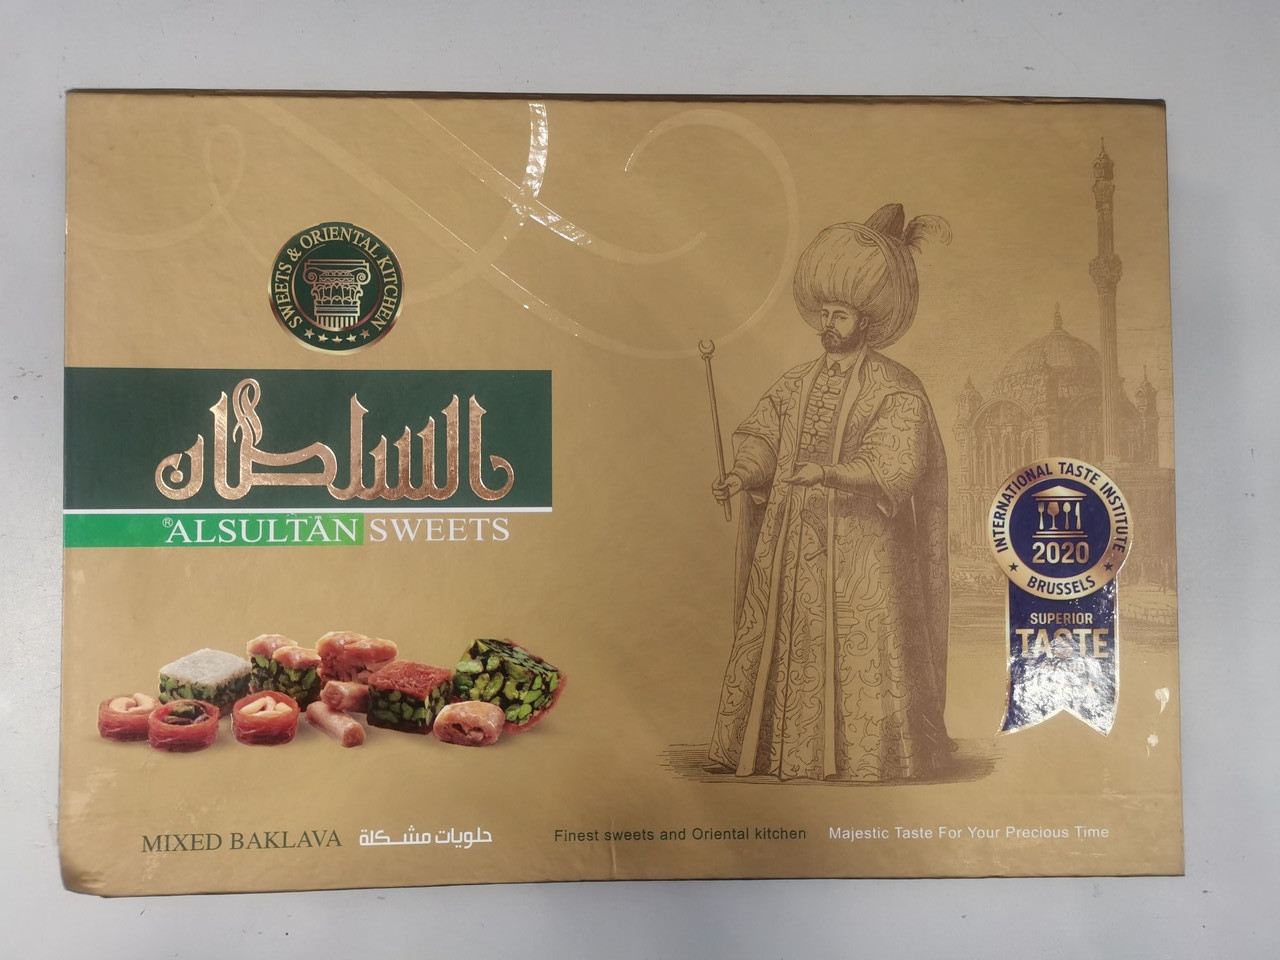 SWEETS & ORIENTAL KITCHEN
السلطان
®ALSULTĀN SWEETS
INTERNATIONAL TASTE INSTITUTE
2020
BRUSSELS
SUPERIOR
TASTE
MIXED BAKLAVA حلويات مشكلة
Finest sweets and Oriental kitchen Majestic Taste For Your Precious Time